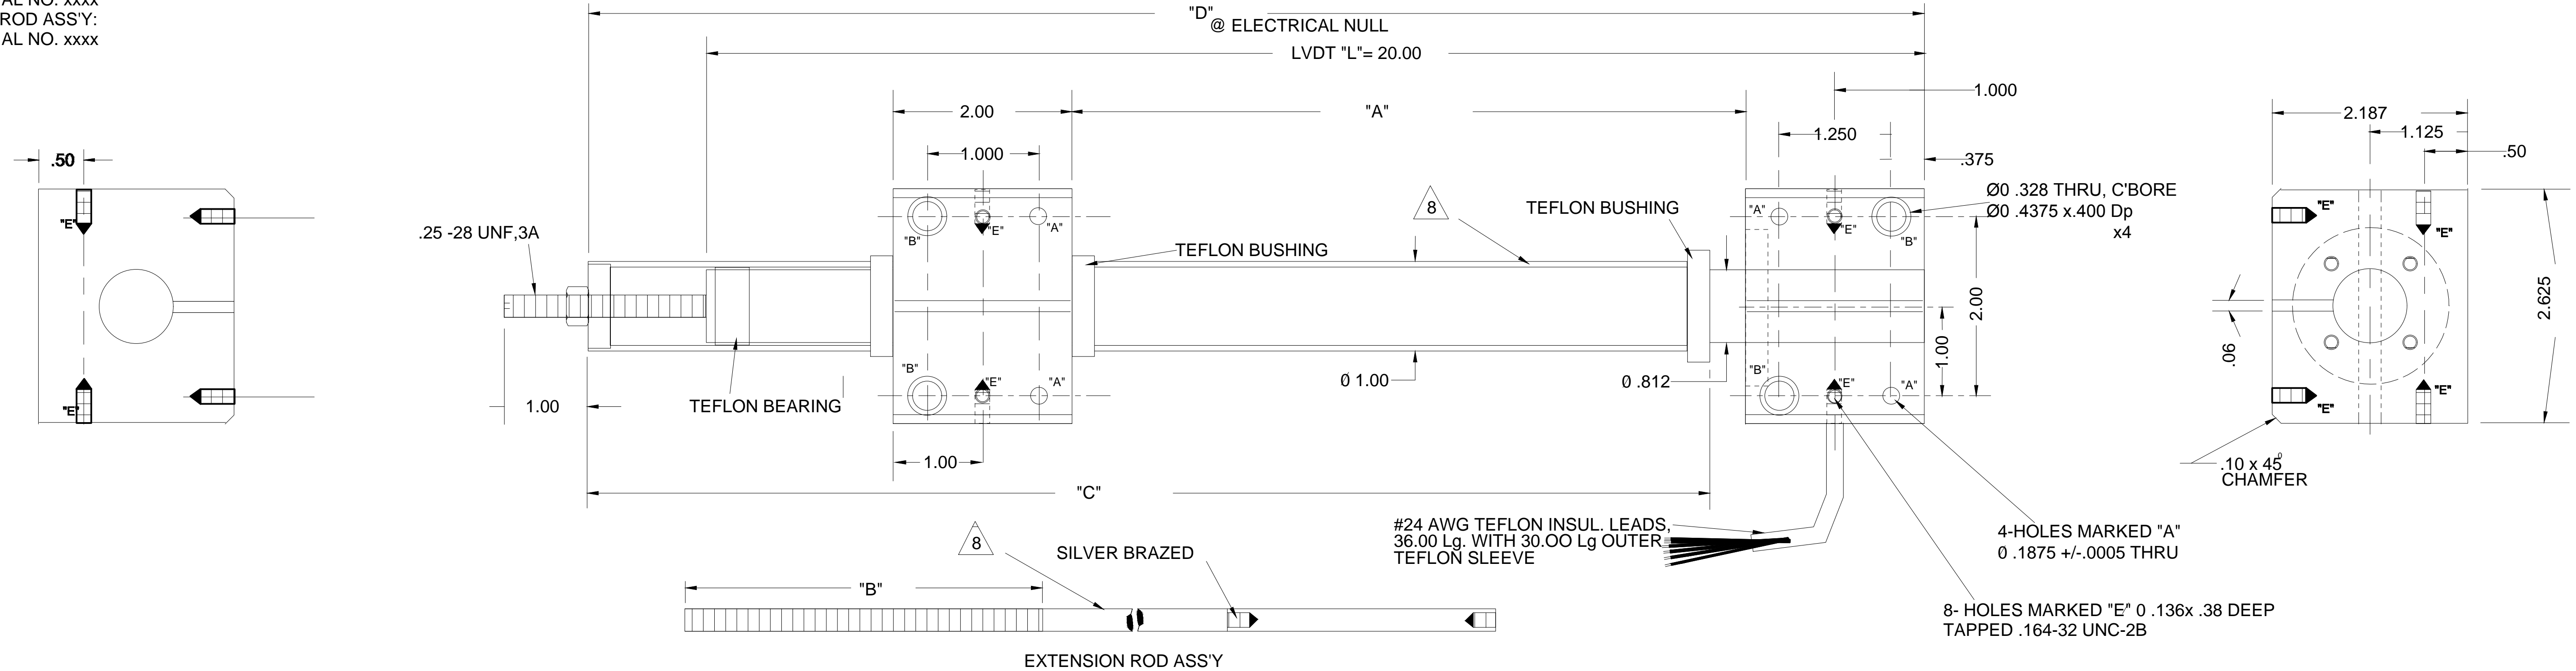 AL NO. xxxx
ROD ASS'Y:
AL NO. xxxx
"D"
@ ELECTRICAL NULL
LVDT "L"= 20.00
2.00
"A"
1.000
1.000
1.250
.375
2.187
1.125
.50
.50
Ø0 .328 THRU, C'BORE
Ø0 .4375 x.400 Dp
x4
.25 -28 UNF,3A
8
TEFLON BUSHING
TEFLON BUSHING
"E"
"B"
"E"
"A"
"A"
"E"
"B"
"E"
"E"
2.00
1.00
2.625
.06
"B"
"E"
"A"
"B"
"E"
"A"
"E"
"E"
"E"
Ø 1.00
Ø .812
1.00
TEFLON BEARING
1.00
"C"
.10 x 45°
CHAMFER
#24 AWG TEFLON INSUL. LEADS,
36.00 Lg. WITH 30.OO Lg OUTER
TEFLON SLEEVE
4-HOLES MARKED "A"
Ø .1875 +/-.0005 THRU
8
SILVER BRAZED
"B"
8- HOLES MARKED "E" 0 .136x .38 DEEP
TAPPED .164-32 UNC-2B
EXTENSION ROD ASS'Y